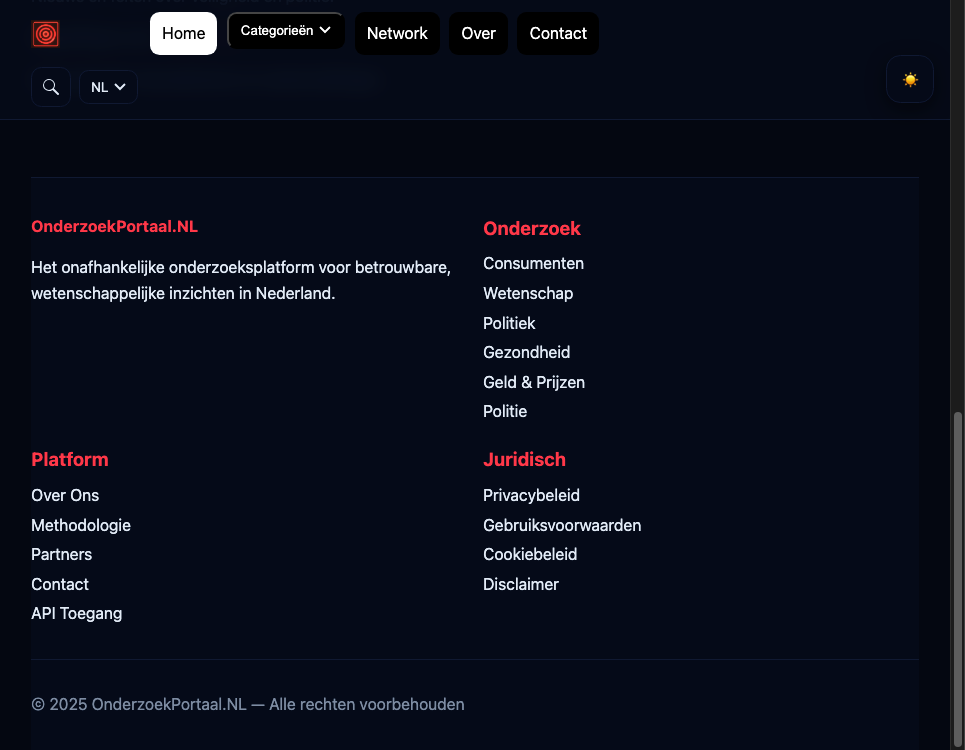 Home
Categorieën
Network
Over
Contact
NL
OnderzoekPortaal.NL
Het onafhankelijke onderzoeksplatform voor betrouwbare,
wetenschappelijke inzichten in Nederland.
Onderzoek
Consumenten
Wetenschap
Politiek
Gezondheid
Geld & Prijzen
Politie
Platform
Over Ons
Methodologie
Partners
Contact
API Toegang
Juridisch
Privacybeleid
Gebruiksvoorwaarden
Cookiebeleid
Disclaimer
© 2025 OnderzoekPortaal.NL — Alle rechten voorbehouden